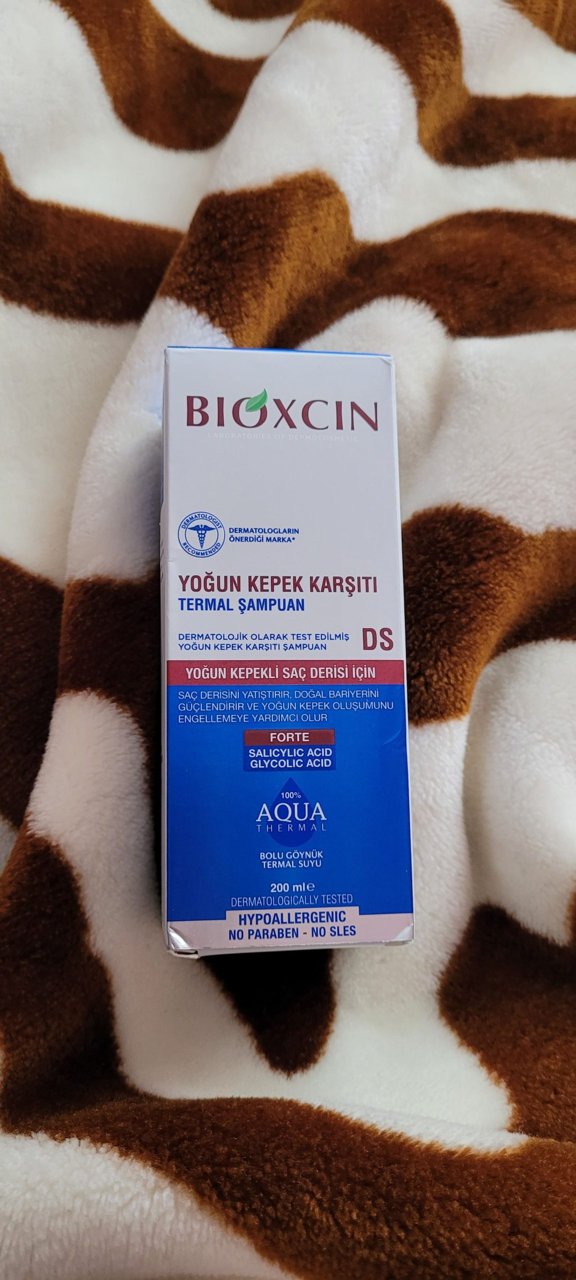 BIOXCIN
LABORATORIES OF DERMOCOSMETIC
DERMATOLOGIST
RECOMMENDED
DERMATOLOGLARIN
ÖNERDİĞİ MARKA*
YOĞUN KEPEK KARŞITI
TERMAL ŞAMPUAN
DERMATOLOJİK OLARAK TEST EDİLMİŞ
YOĞUN KEPEK KARŞITI ŞAMPUAN
DS
YOĞUN KEPEKLİ SAÇ DERİSİ İÇİN
SAÇ DERİSİNİ YATIŞTIRIR, DOĞAL BARİYERİNİ
GÜÇLENDİRİR VE YOĞUN KEPEK OLUŞUMUNU
ENGELLEMEYE YARDIMCI OLUR
FORTE
SALICYLIC ACID
GLYCOLIC ACID
100%
AQUA
THERMAL
BOLU GÖYNÜK
TERMAL SUYU
200 ml℮
DERMATOLOGICALLY TESTED
HYPOALLERGENIC
NO PARABEN - NO SLES